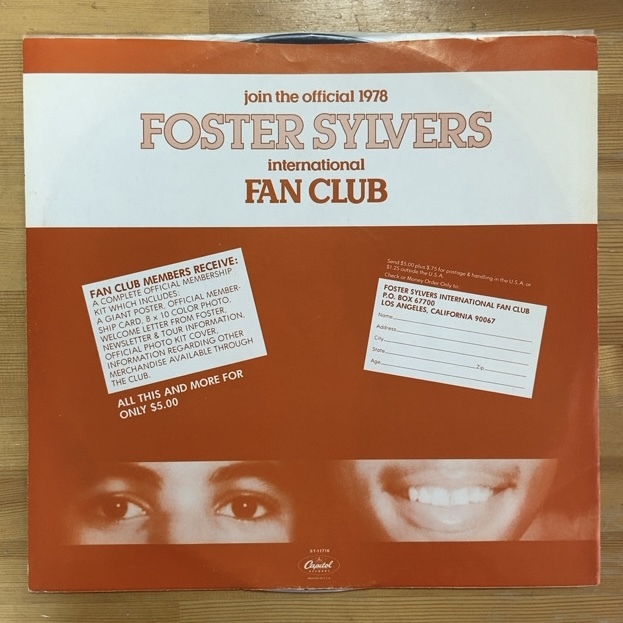 join the official 1978
FOSTER SYLVERS
international
FAN CLUB
FAN CLUB MEMBERS RECEIVE:
A COMPLETE OFFICIAL MEMBERSHIP
KIT WHICH INCLUDES:
A GIANT POSTER, OFFICIAL MEMBER-
SHIP CARD, 8 x 10 COLOR PHOTO,
WELCOME LETTER FROM FOSTER,
NEWSLETTER & TOUR INFORMATION,
OFFICIAL PHOTO KIT COVER.
INFORMATION REGARDING OTHER
MERCHANDISE AVAILABLE THROUGH
THE CLUB.
ALL THIS AND MORE FOR
ONLY $5.00
Send $5.00 plus $.75 for postage & handling in the U.S.A. or
$1.25 outside the U.S.A.
Check or Money Order Only to:
FOSTER SYLVERS INTERNATIONAL FAN CLUB
P.O. BOX 67700
LOS ANGELES, CALIFORNIA 90067
Name
Address
City
State Zip
Age
ST-11716
Capitol
RECORDS